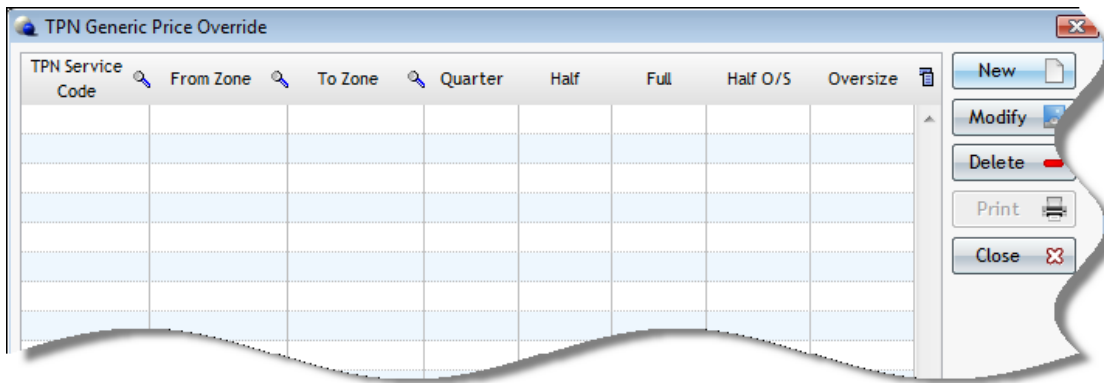 TPN Generic Price Override
TPN Service
Code
From Zone
To Zone
Quarter
Half
Full
Half O/S
Oversize
New
Modify
Delete
Print
Close